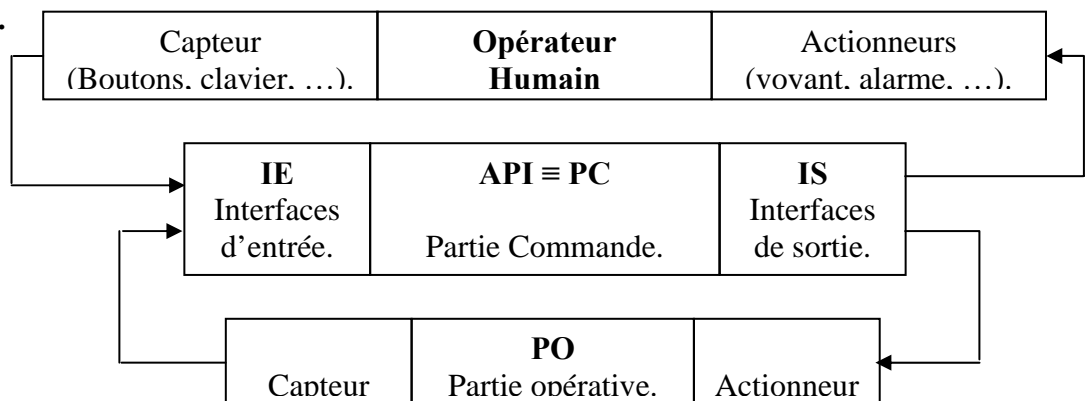 Capteur
(Boutons, clavier, …).
Opérateur
Humain
Actionneurs
(voyant, alarme, …).
IE
Interfaces
d’entrée.
API ≡ PC
Partie Commande.
IS
Interfaces
de sortie.
Capteur
PO
Partie opérative.
Actionneur